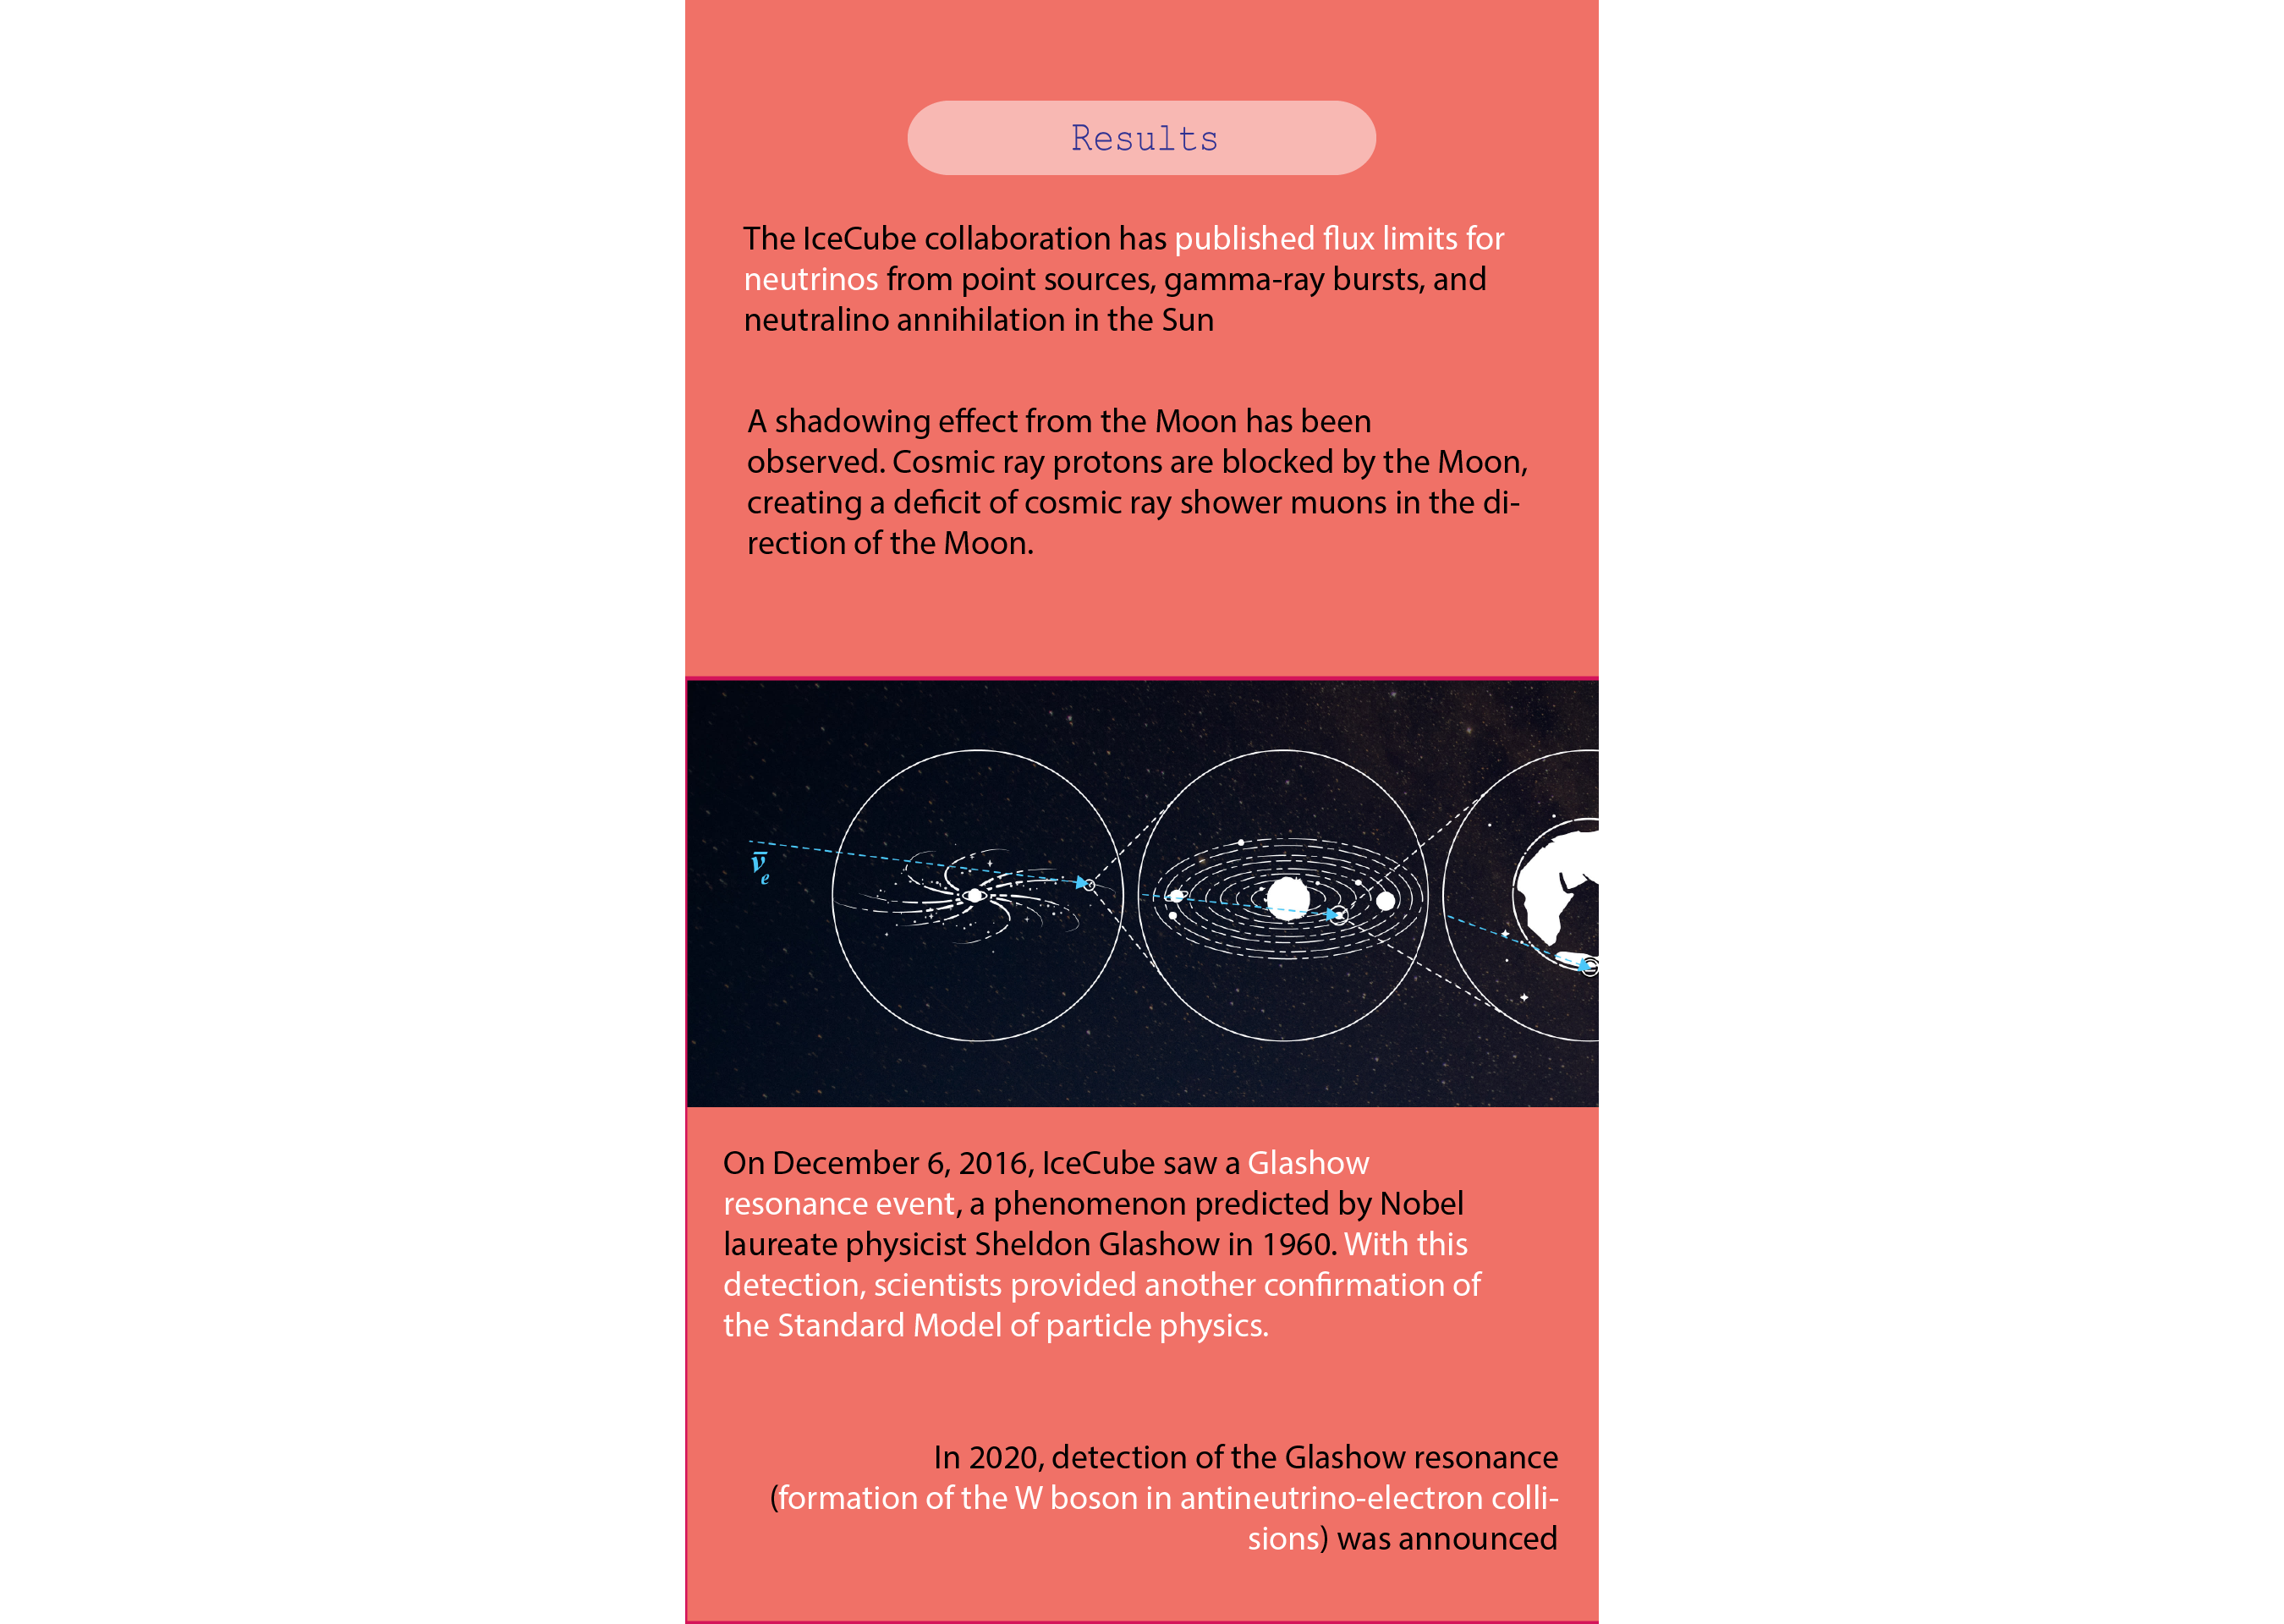 Results
The IceCube collaboration has published flux limits for
neutrinos from point sources, gamma-ray bursts, and
neutralino annihilation in the Sun
A shadowing effect from the Moon has been
observed. Cosmic ray protons are blocked by the Moon,
creating a deficit of cosmic ray shower muons in the di-
rection of the Moon.
ν̅e
On December 6, 2016, IceCube saw a Glashow
resonance event, a phenomenon predicted by Nobel
laureate physicist Sheldon Glashow in 1960. With this
detection, scientists provided another confirmation of
the Standard Model of particle physics.
In 2020, detection of the Glashow resonance
(formation of the W boson in antineutrino-electron colli-
sions) was announced